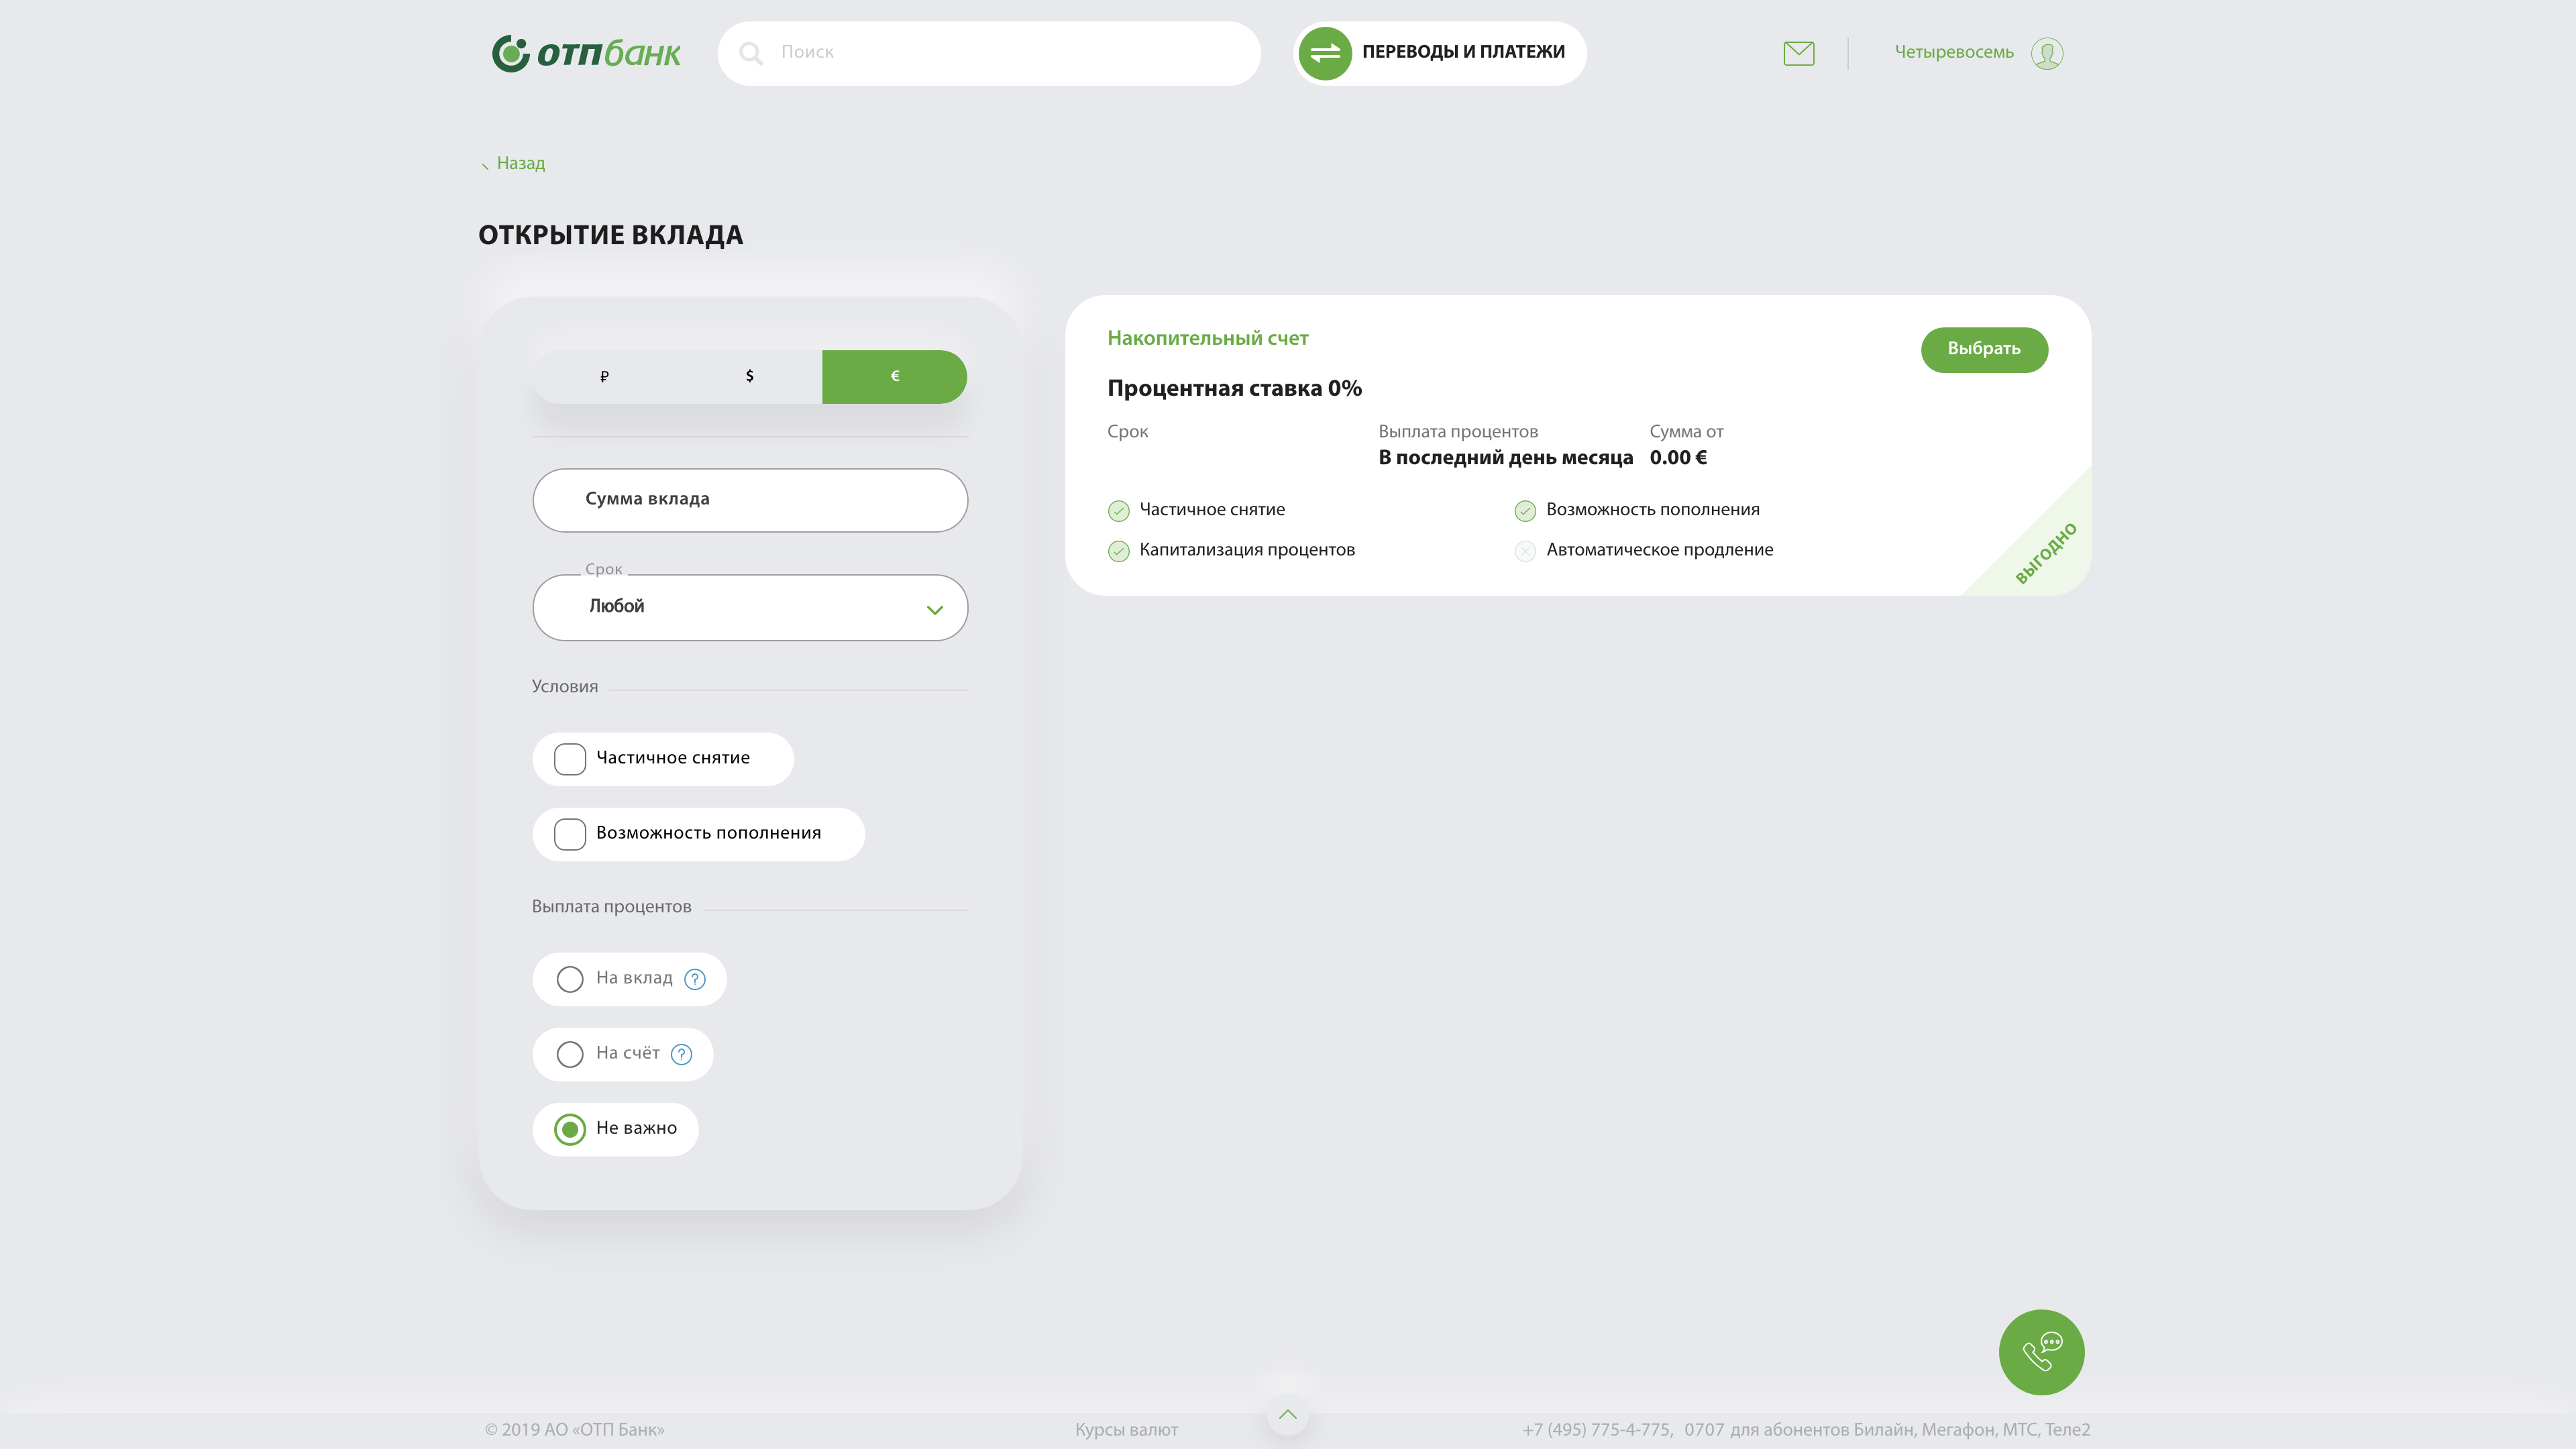 отпбанк
Поиск
ПЕРЕВОДЫ И ПЛАТЕЖИ
Четыревосемь
Назад
ОТКРЫТИЕ ВКЛАДА
₽ $ €
Сумма вклада
Срок
Любой
Условия
Частичное снятие
Возможность пополнения
Выплата процентов
На вклад ?
На счёт ?
Не важно
Накопительный счет
Выбрать
Процентная ставка 0%
Срок Выплата процентов Сумма от
В последний день месяца 0.00 €
Частичное снятие Возможность пополнения
Капитализация процентов Автоматическое продление
ВЫГОДНО
© 2019 АО «ОТП Банк» Курсы валют +7 (495) 775-4-775, 0707 для абонентов Билайн, Мегафон, МТС, Теле2